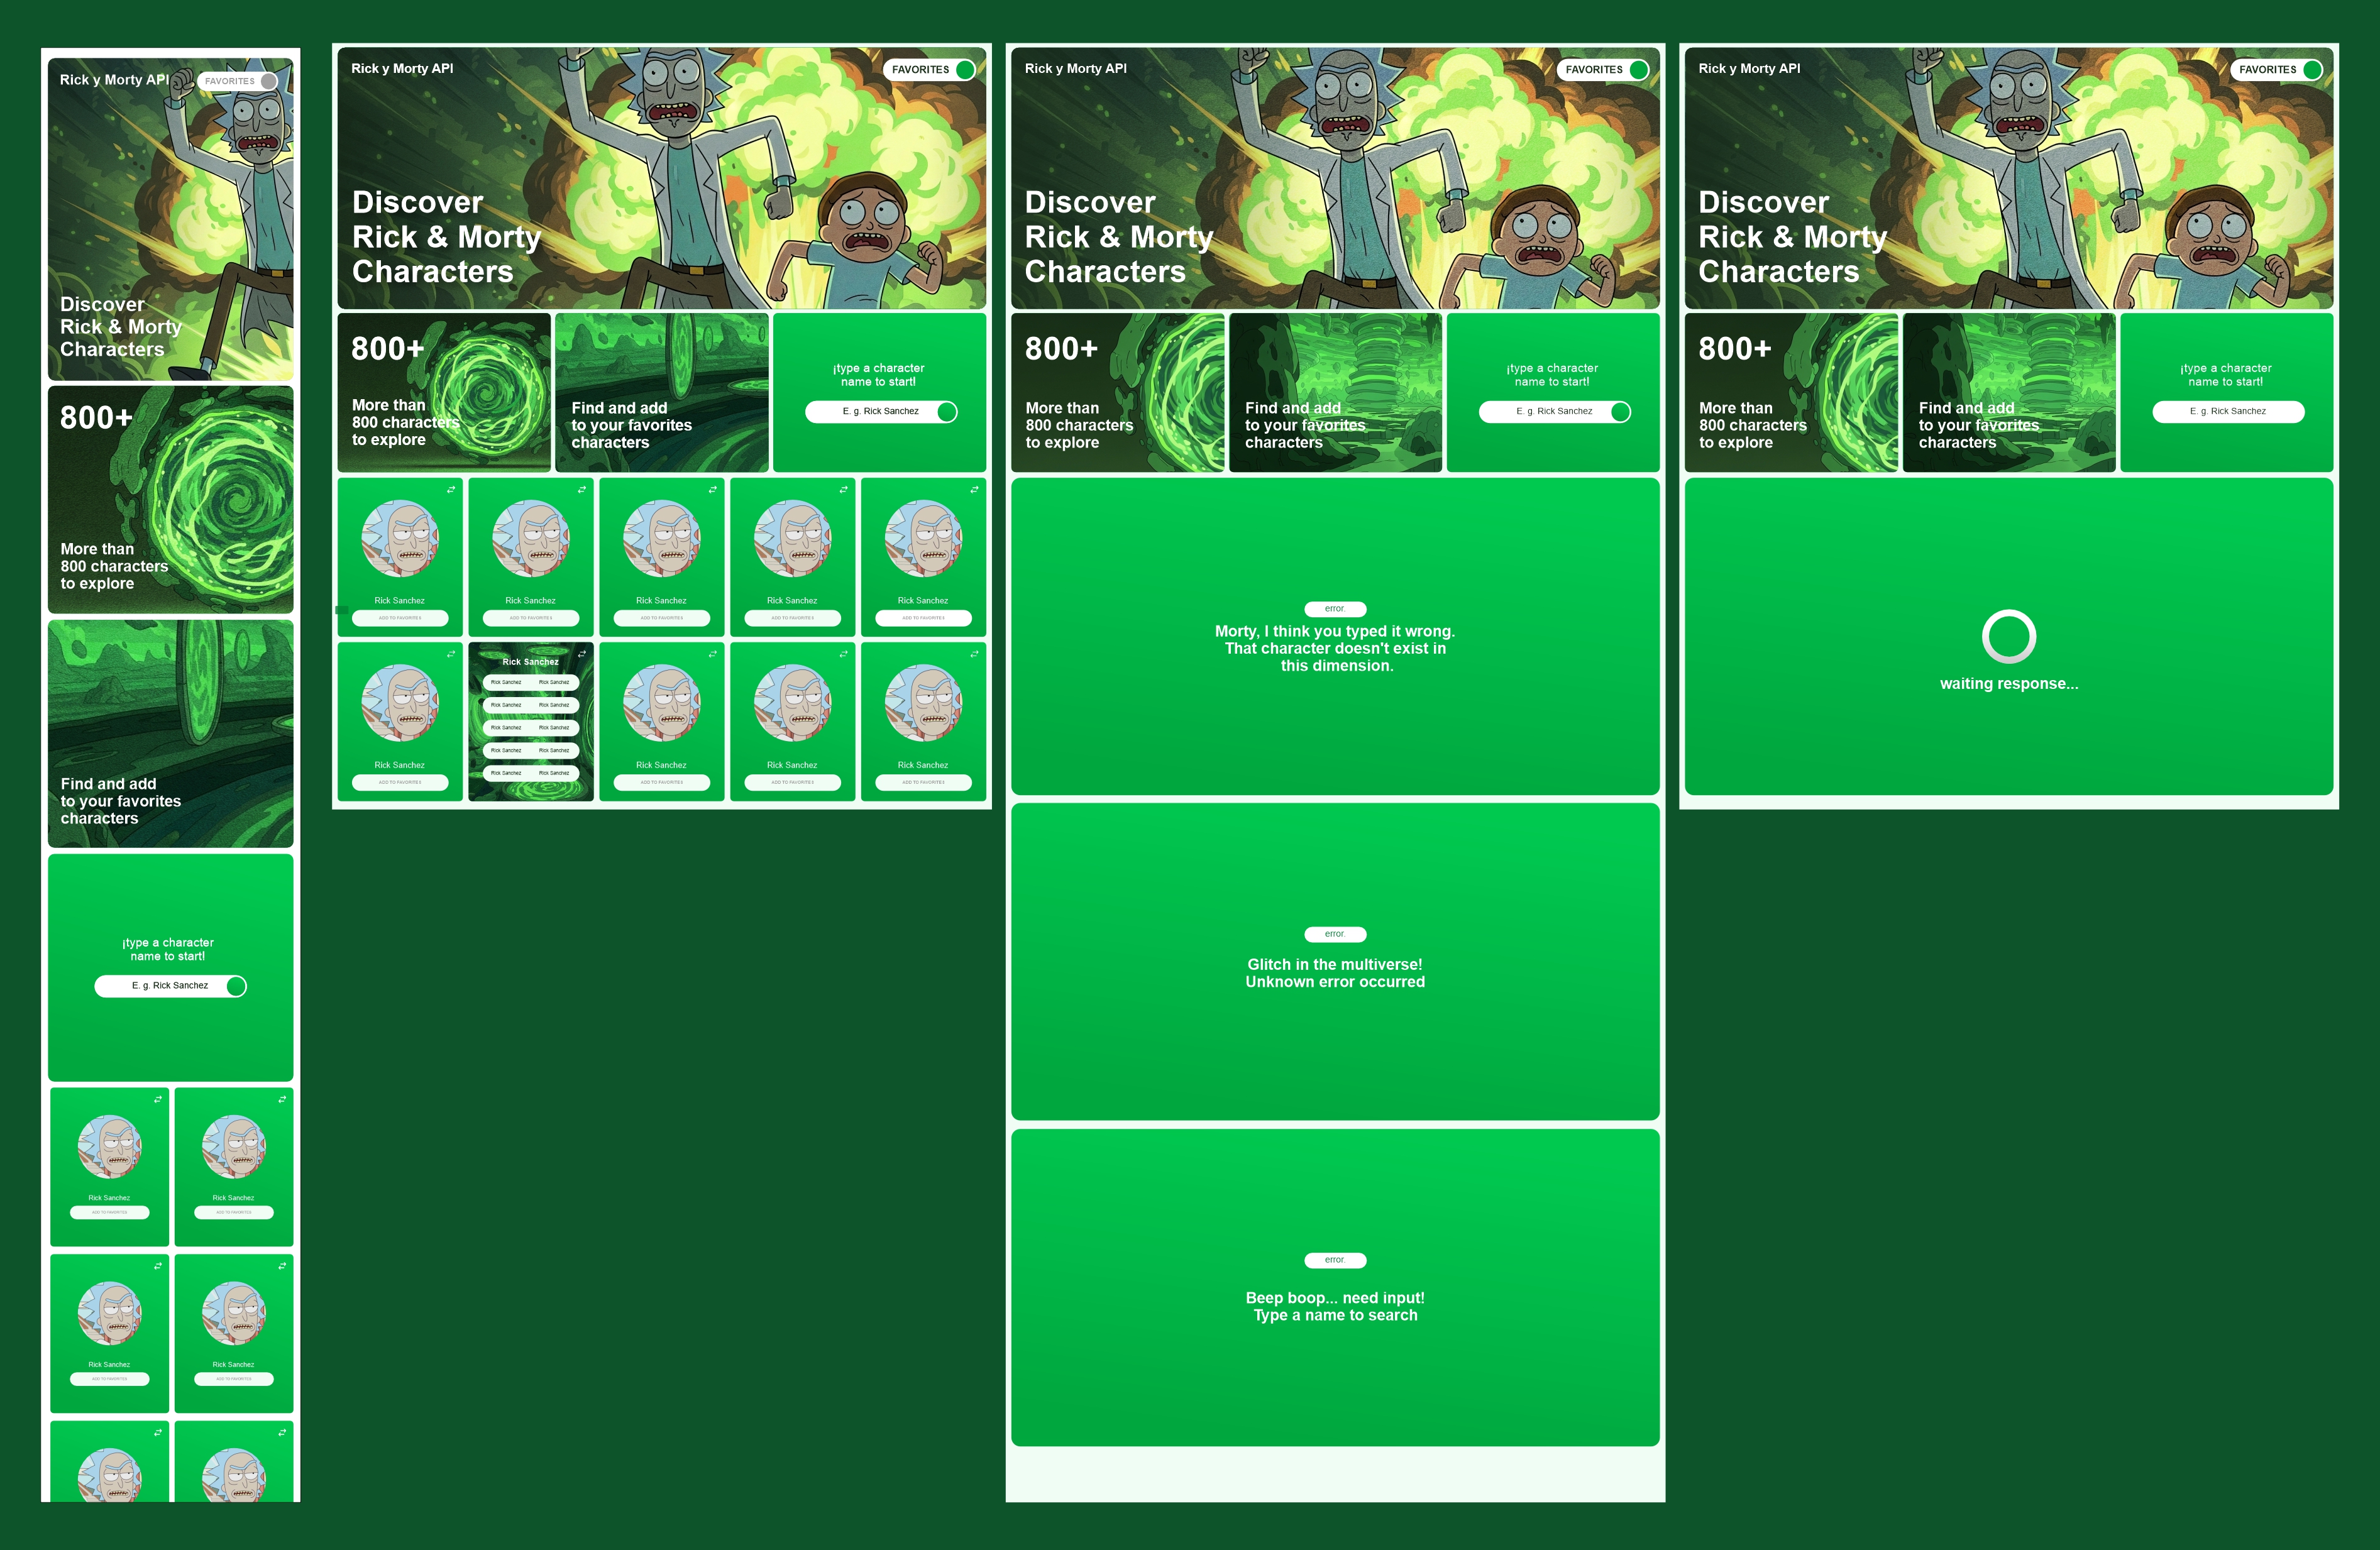 Rick y Morty API
FAVORITES
Discover
Rick & Morty
Characters
800+
More than
800 characters
to explore
Find and add
to your favorites
characters
¡type a character
name to start!
E. g. Rick Sanchez
Rick Sanchez
ADD TO FAVORITES
Rick Sanchez
ADD TO FAVORITES
Rick Sanchez
ADD TO FAVORITES
Rick Sanchez
ADD TO FAVORITES
Rick y Morty API
FAVORITES
Discover
Rick & Morty
Characters
800+
More than
800 characters
to explore
Find and add
to your favorites
characters
¡type a character
name to start!
E. g. Rick Sanchez
Rick Sanchez
ADD TO FAVORITES
Rick Sanchez
ADD TO FAVORITES
Rick Sanchez
ADD TO FAVORITES
Rick Sanchez
ADD TO FAVORITES
Rick Sanchez
ADD TO FAVORITES
Rick Sanchez
ADD TO FAVORITES
Rick Sanchez
Rick Sanchez Rick Sanchez
Rick Sanchez Rick Sanchez
Rick Sanchez Rick Sanchez
Rick Sanchez Rick Sanchez
Rick Sanchez Rick Sanchez
Rick Sanchez
ADD TO FAVORITES
Rick Sanchez
ADD TO FAVORITES
Rick Sanchez
ADD TO FAVORITES
Rick y Morty API
FAVORITES
Discover
Rick & Morty
Characters
800+
More than
800 characters
to explore
Find and add
to your favorites
characters
¡type a character
name to start!
E. g. Rick Sanchez
error.
Morty, I think you typed it wrong.
That character doesn't exist in
this dimension.
error.
Glitch in the multiverse!
Unknown error occurred
error.
Beep boop... need input!
Type a name to search
Rick y Morty API
FAVORITES
Discover
Rick & Morty
Characters
800+
More than
800 characters
to explore
Find and add
to your favorites
characters
¡type a character
name to start!
E. g. Rick Sanchez
waiting response...